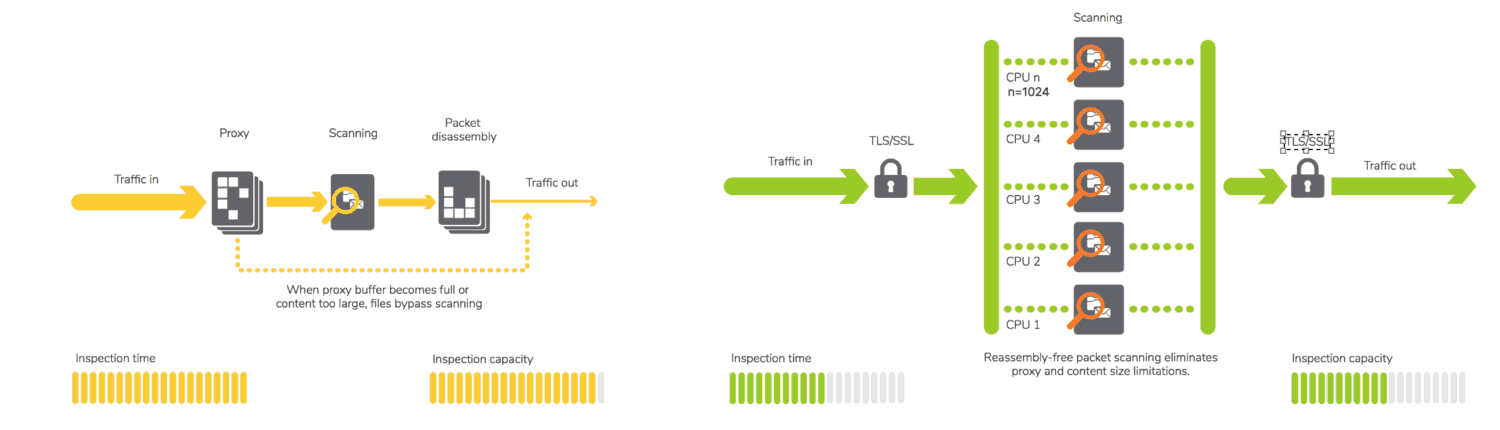 Proxy
Scanning
Packet
disassembly
Traffic in
Traffic out
When proxy buffer becomes full or
content too large, files bypass scanning
Inspection time
Inspection capacity
Scanning
CPU n
n=1024
TLS/SSL
CPU 4
TLS/SSL
Traffic in
Traffic out
CPU 3
CPU 2
CPU 1
Reassembly-free packet scanning eliminates
proxy and content size limitations.
Inspection time
Inspection capacity